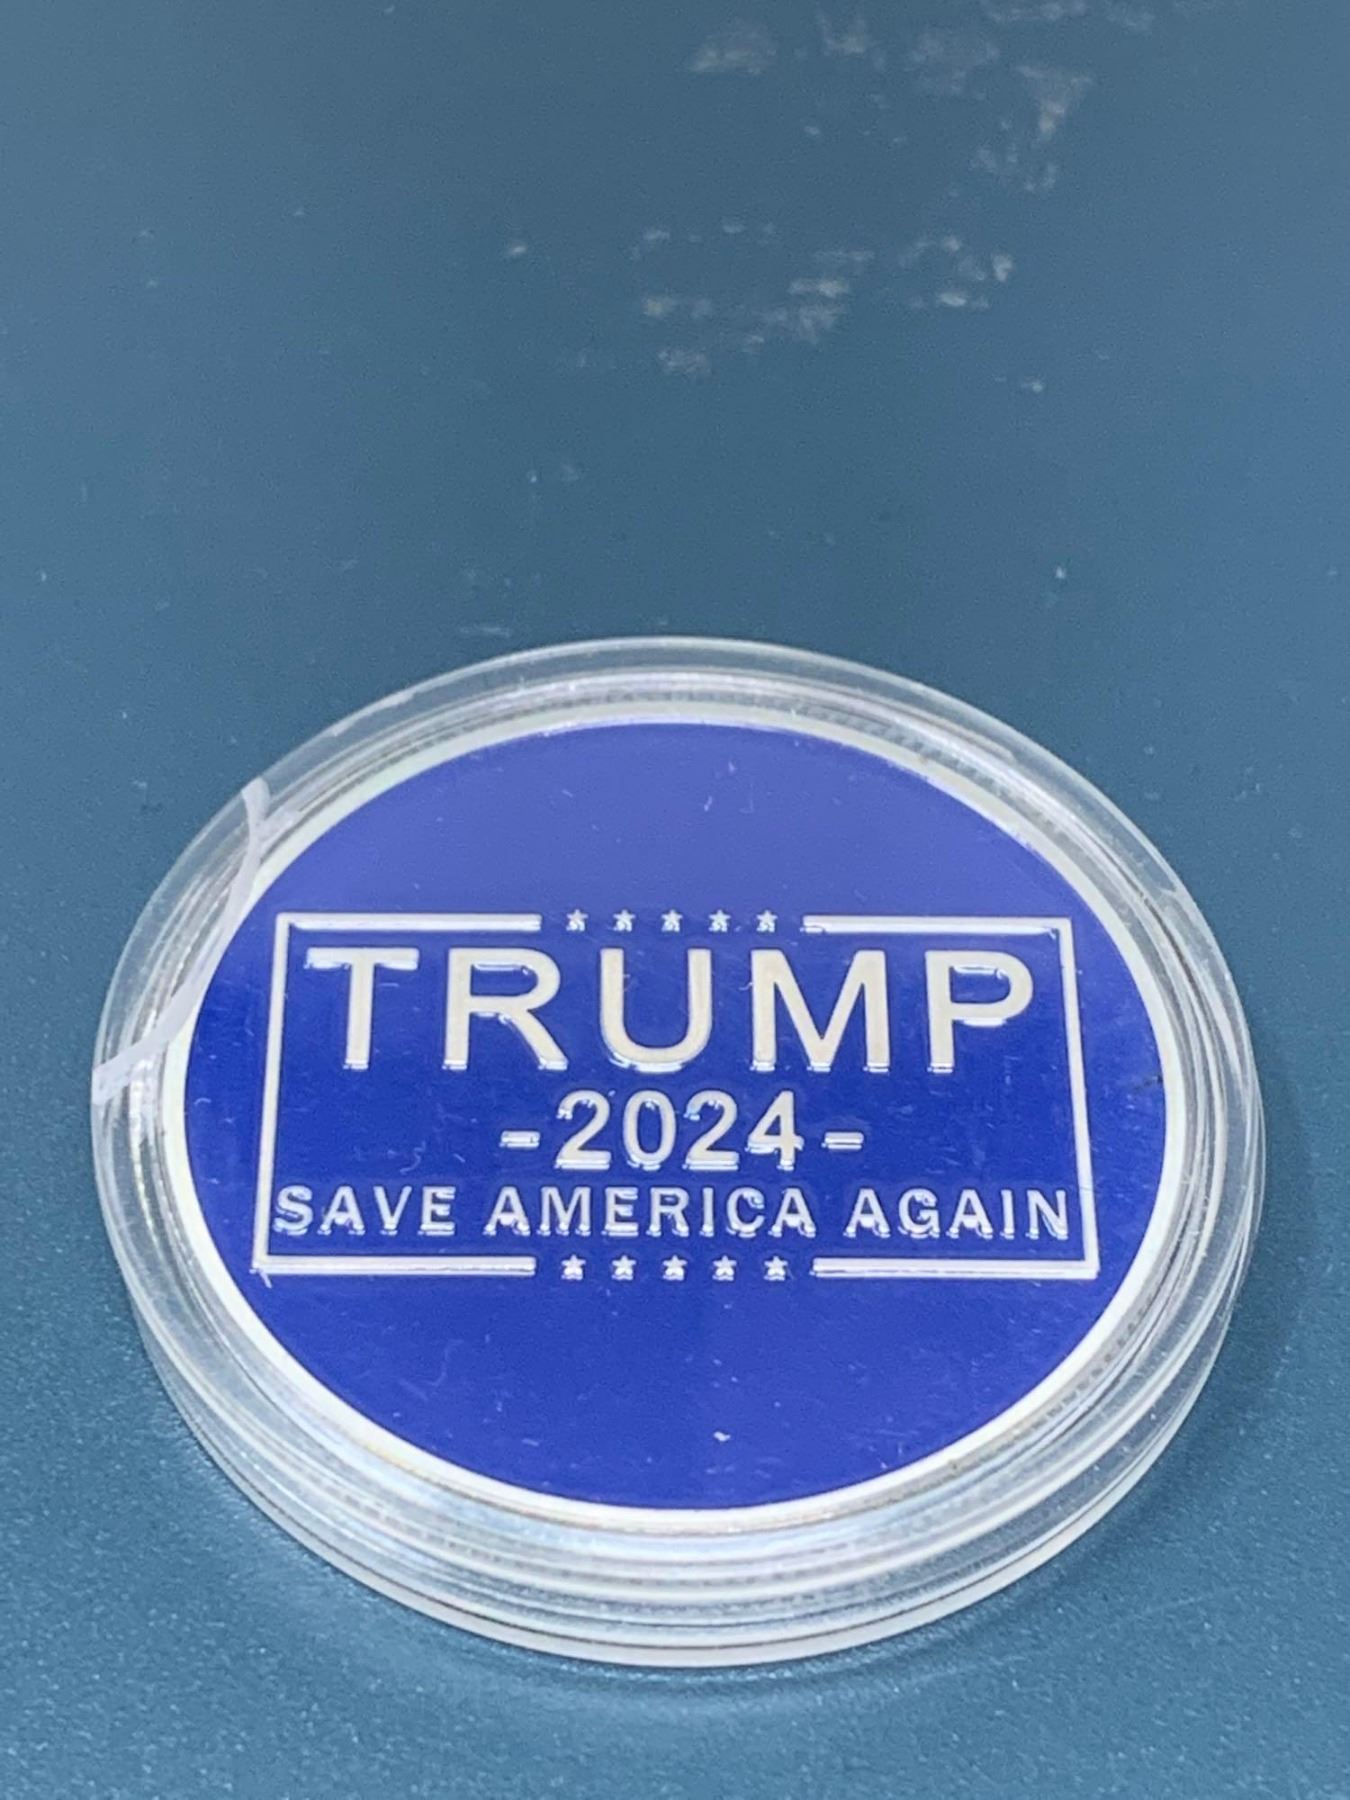 TRUMP
-2024-
SAVE AMERICA AGAIN